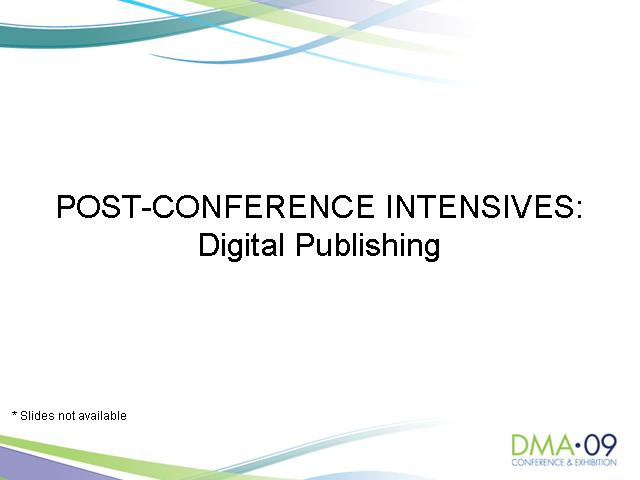 POST-CONFERENCE INTENSIVES:
Digital Publishing
* Slides not available
DMA•09
CONFERENCE & EXHIBITION